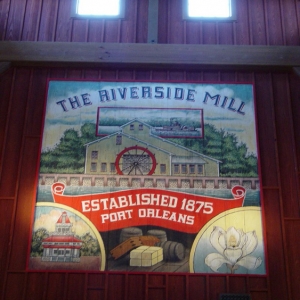 THE RIVERSIDE MILL
ESTABLISHED 1875
PORT ORLEANS